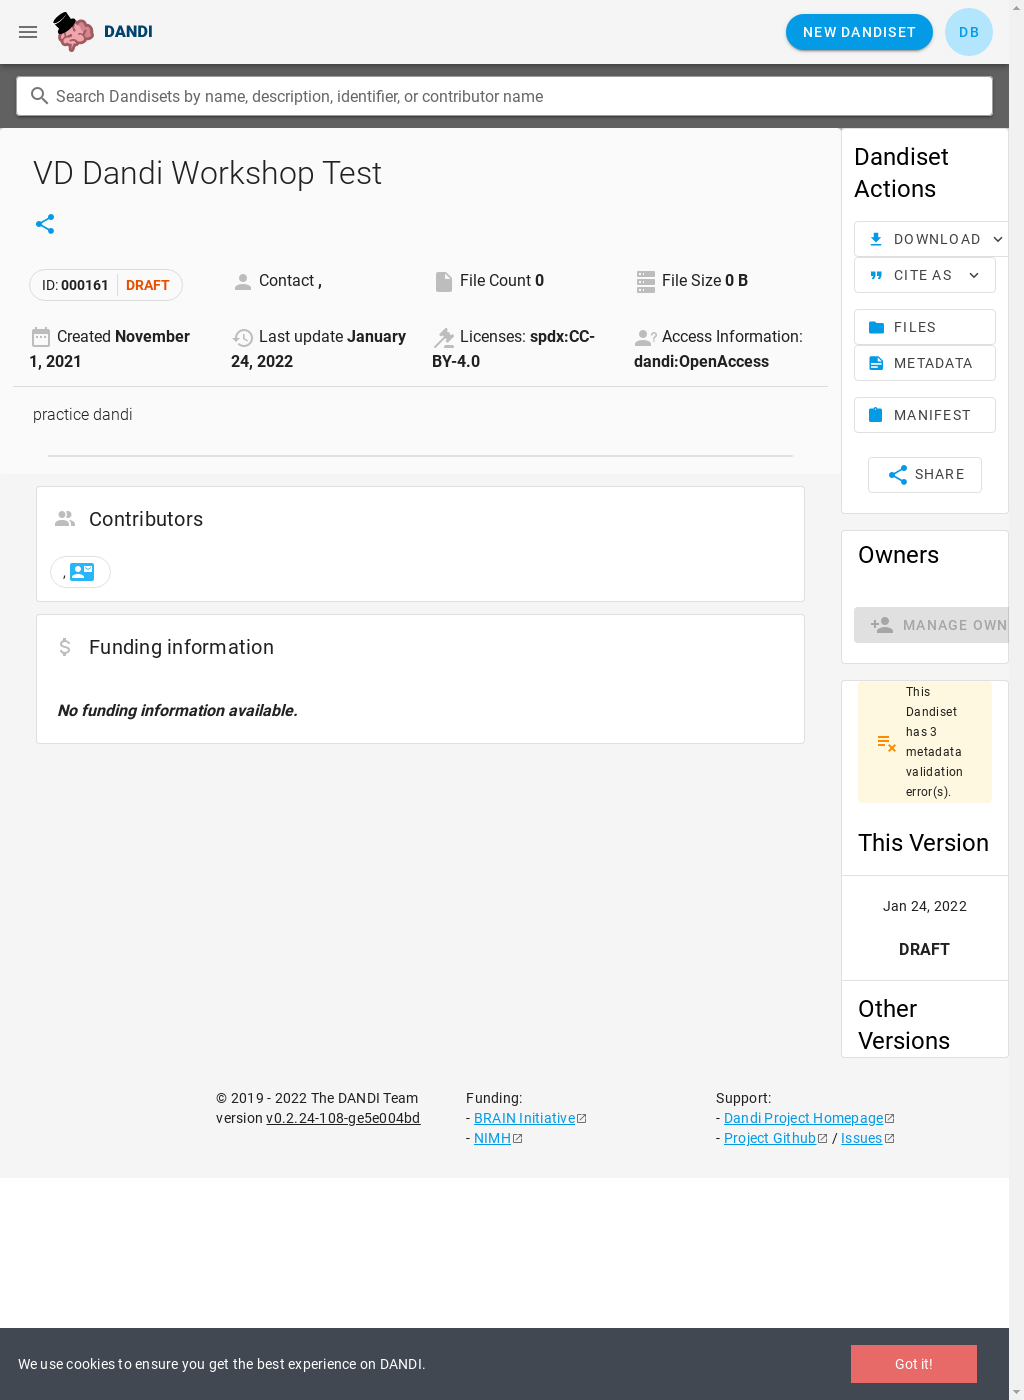 DANDI
NEW DANDISET
DB
Search Dandisets by name, description, identifier, or contributor name
VD Dandi Workshop Test
ID: 000161 DRAFT
Contact ,
File Count 0
File Size 0 B
Created November
1, 2021
Last update January
24, 2022
Licenses: spdx:CC-
BY-4.0
Access Information:
dandi:OpenAccess
practice dandi
Contributors
,
Funding information
No funding information available.
Dandiset
Actions
DOWNLOAD
CITE AS
FILES
METADATA
MANIFEST
SHARE
Owners
MANAGE OWN
This
Dandiset
has 3
metadata
validation
error(s).
This Version
Jan 24, 2022
DRAFT
Other
Versions
© 2019 - 2022 The DANDI Team
version v0.2.24-108-ge5e004bd
Funding:
- BRAIN Initiative
- NIMH
Support:
- Dandi Project Homepage
- Project Github / Issues
We use cookies to ensure you get the best experience on DANDI.
Got it!